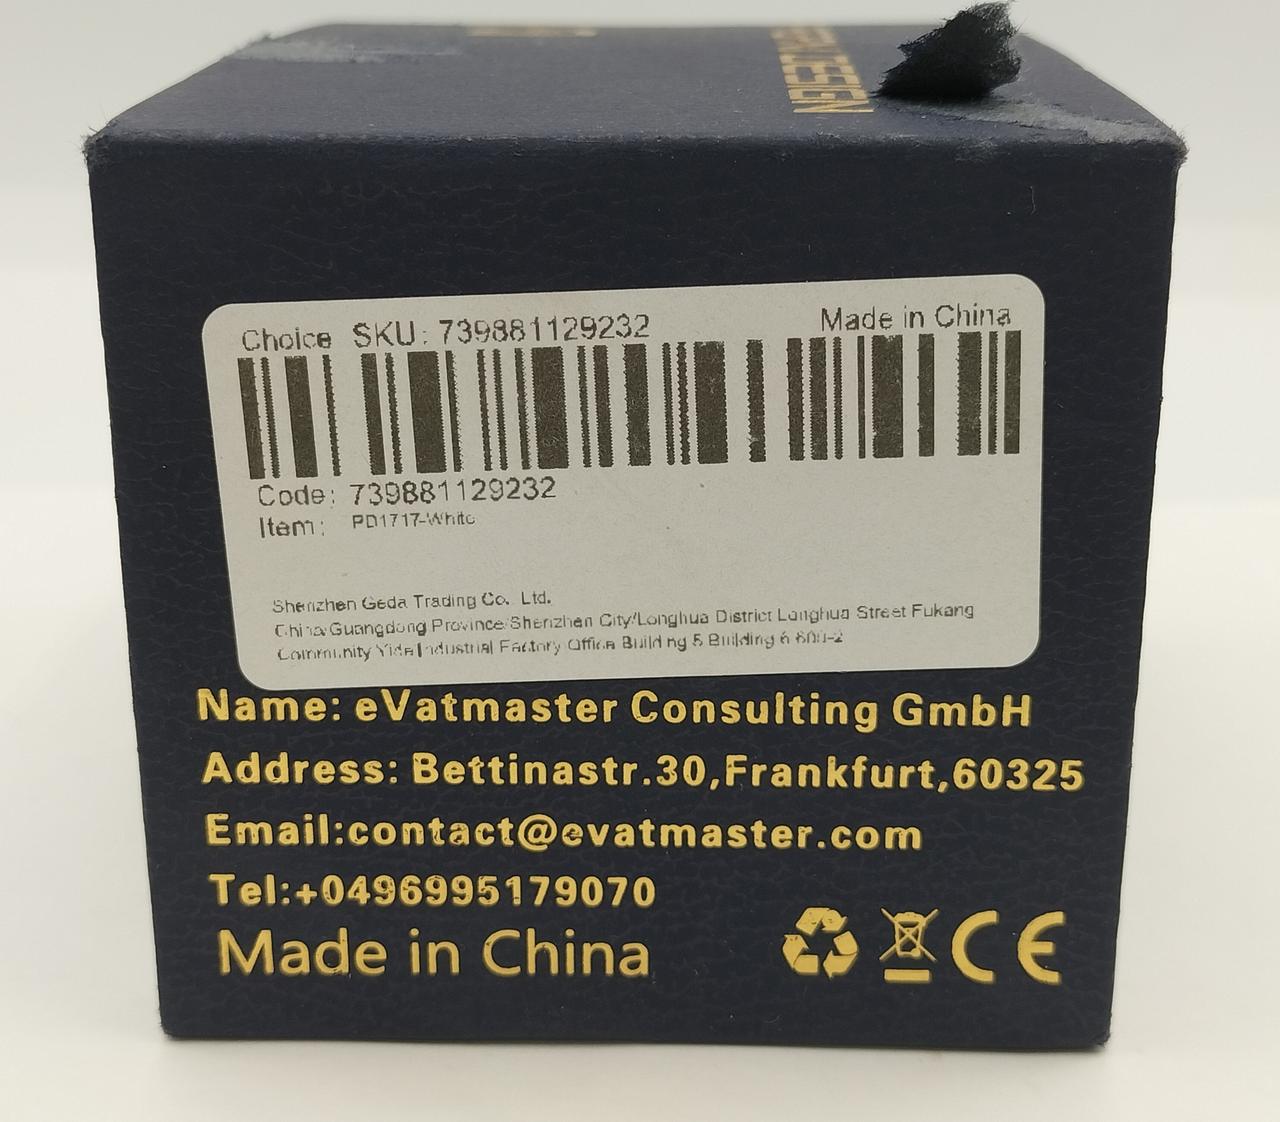 DESIGN
Choice SKU: 739881129232 Made in China
Code: 739881129232
Item: PD1717-White
Shenzhen Geda Trading Co. Ltd.
China/Guangdong Province/Shenzhen City/Longhua District Longhua Street Fukang
Community Yide Industrial Factory Office Building 5 Building 6
Name: eVatmaster Consulting GmbH
Address: Bettinastr.30,Frankfurt,60325
Email:contact@evatmaster.com
Tel:+0496995179070
Made in China
CE